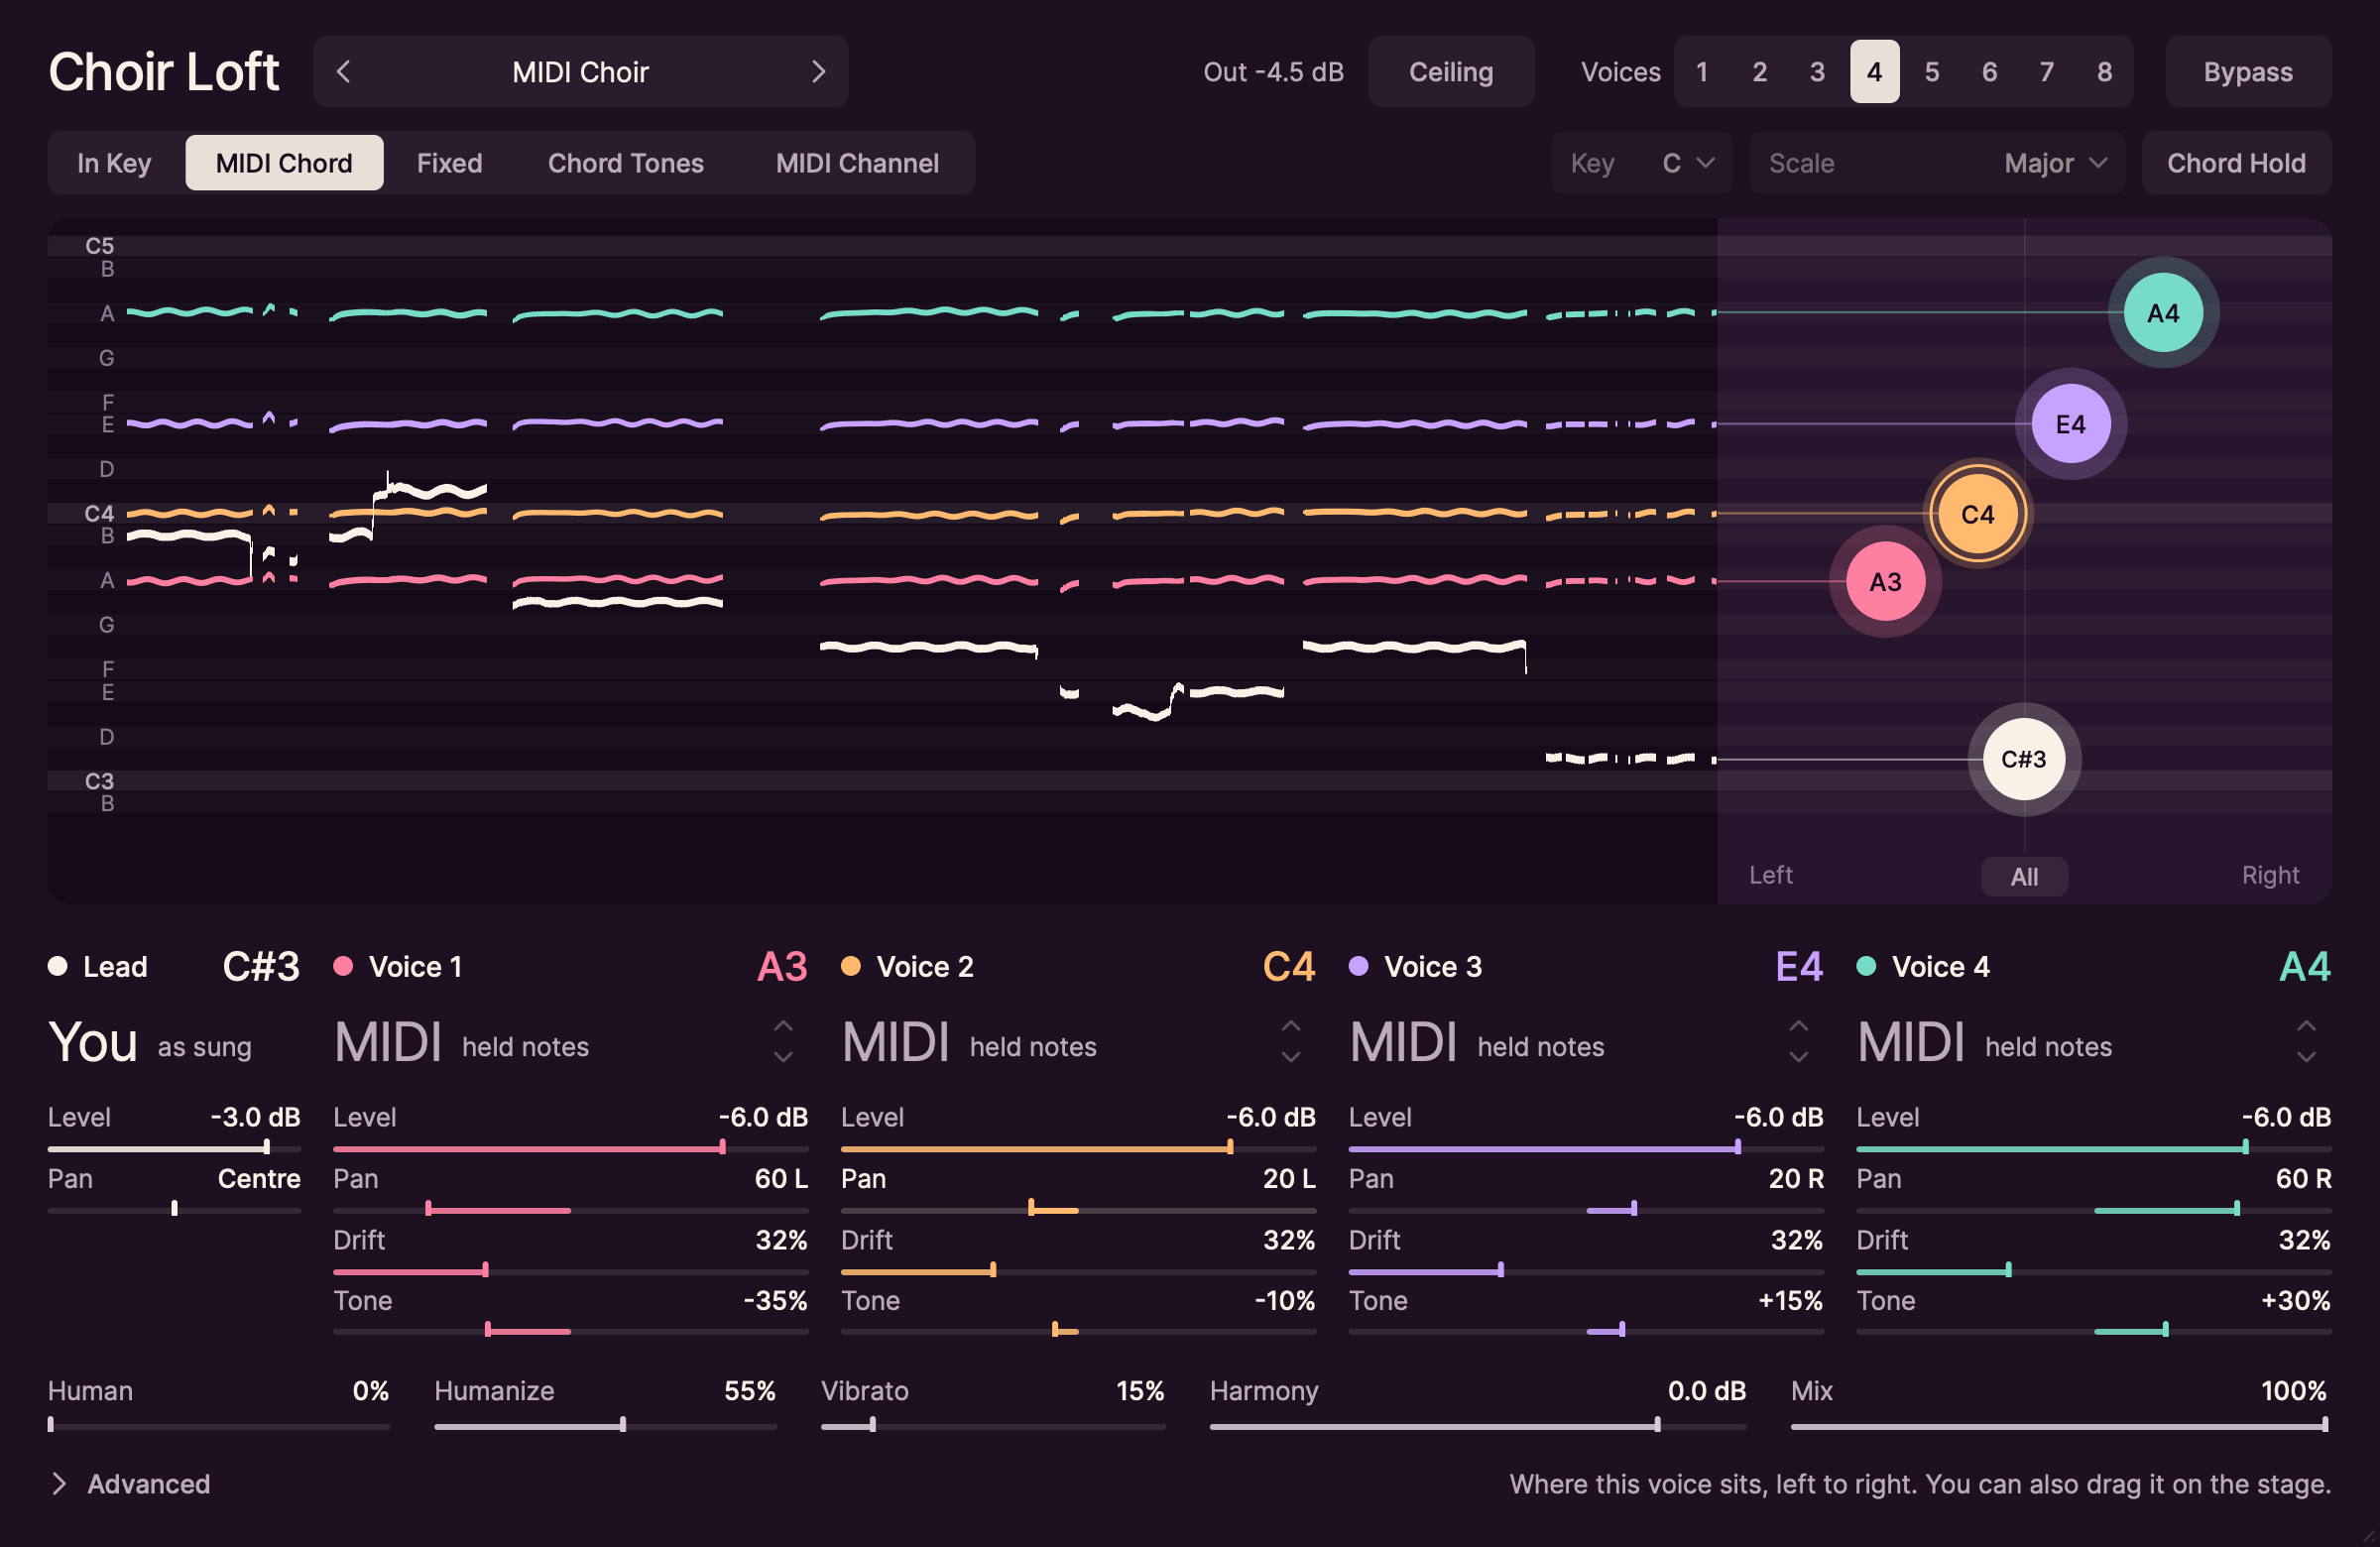 Choir Loft
MIDI Choir
Out -4.5 dB
Ceiling
Voices 1 2 3 4 5 6 7 8
Bypass
In Key
MIDI Chord
Fixed
Chord Tones
MIDI Channel
Key C
Scale Major
Chord Hold
C5
B
A
G
F
E
D
C4
B
A
G
F
E
D
C3
B
A4
E4
C4
A3
C#3
Left
All
Right
Lead C#3
You as sung
Level -3.0 dB
Pan Centre
Voice 1 A3
MIDI held notes
Level -6.0 dB
Pan 60 L
Drift 32%
Tone -35%
Voice 2 C4
MIDI held notes
Level -6.0 dB
Pan 20 L
Drift 32%
Tone -10%
Voice 3 E4
MIDI held notes
Level -6.0 dB
Pan 20 R
Drift 32%
Tone +15%
Voice 4 A4
MIDI held notes
Level -6.0 dB
Pan 60 R
Drift 32%
Tone +30%
Human 0%
Humanize 55%
Vibrato 15%
Harmony 0.0 dB
Mix 100%
Advanced
Where this voice sits, left to right. You can also drag it on the stage.